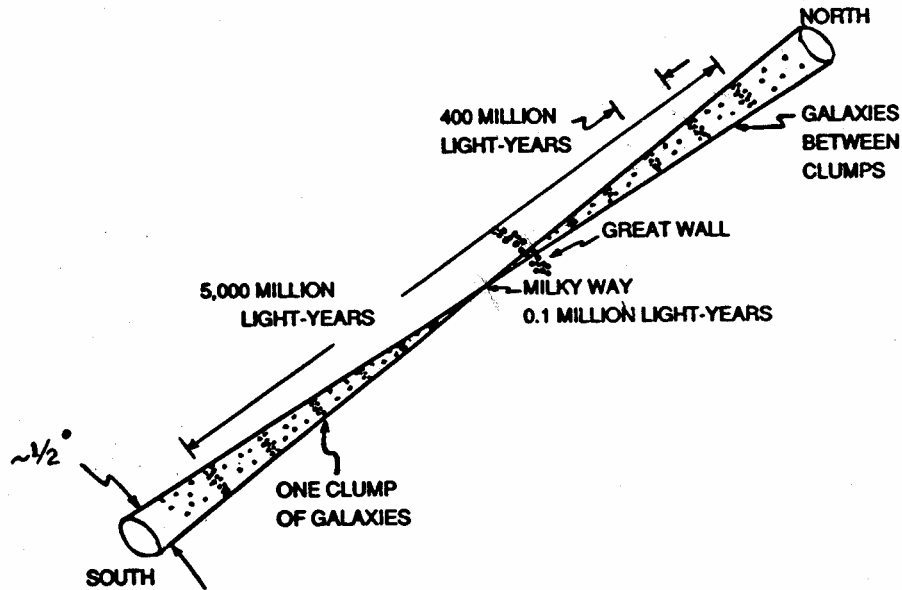 NORTH
400 MILLION
LIGHT-YEARS
GALAXIES
BETWEEN
CLUMPS
GREAT WALL
MILKY WAY
0.1 MILLION LIGHT-YEARS
5,000 MILLION
LIGHT-YEARS
~1/2°
ONE CLUMP
OF GALAXIES
SOUTH